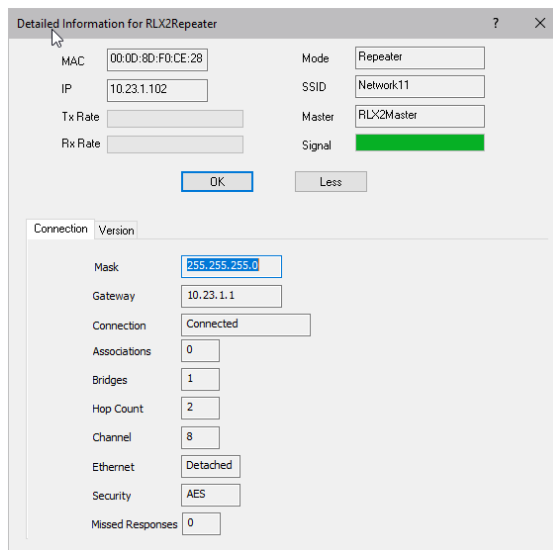 Detailed Information for RLX2Repeater ? ×
MAC 00:0D:8D:F0:CE:28 Mode Repeater
IP 10.23.1.102 SSID Network11
Tx Rate Master RLX2Master
Rx Rate Signal
OK Less
Connection Version
Mask 255.255.255.0
Gateway 10.23.1.1
Connection Connected
Associations 0
Bridges 1
Hop Count 2
Channel 8
Ethernet Detached
Security AES
Missed Responses 0